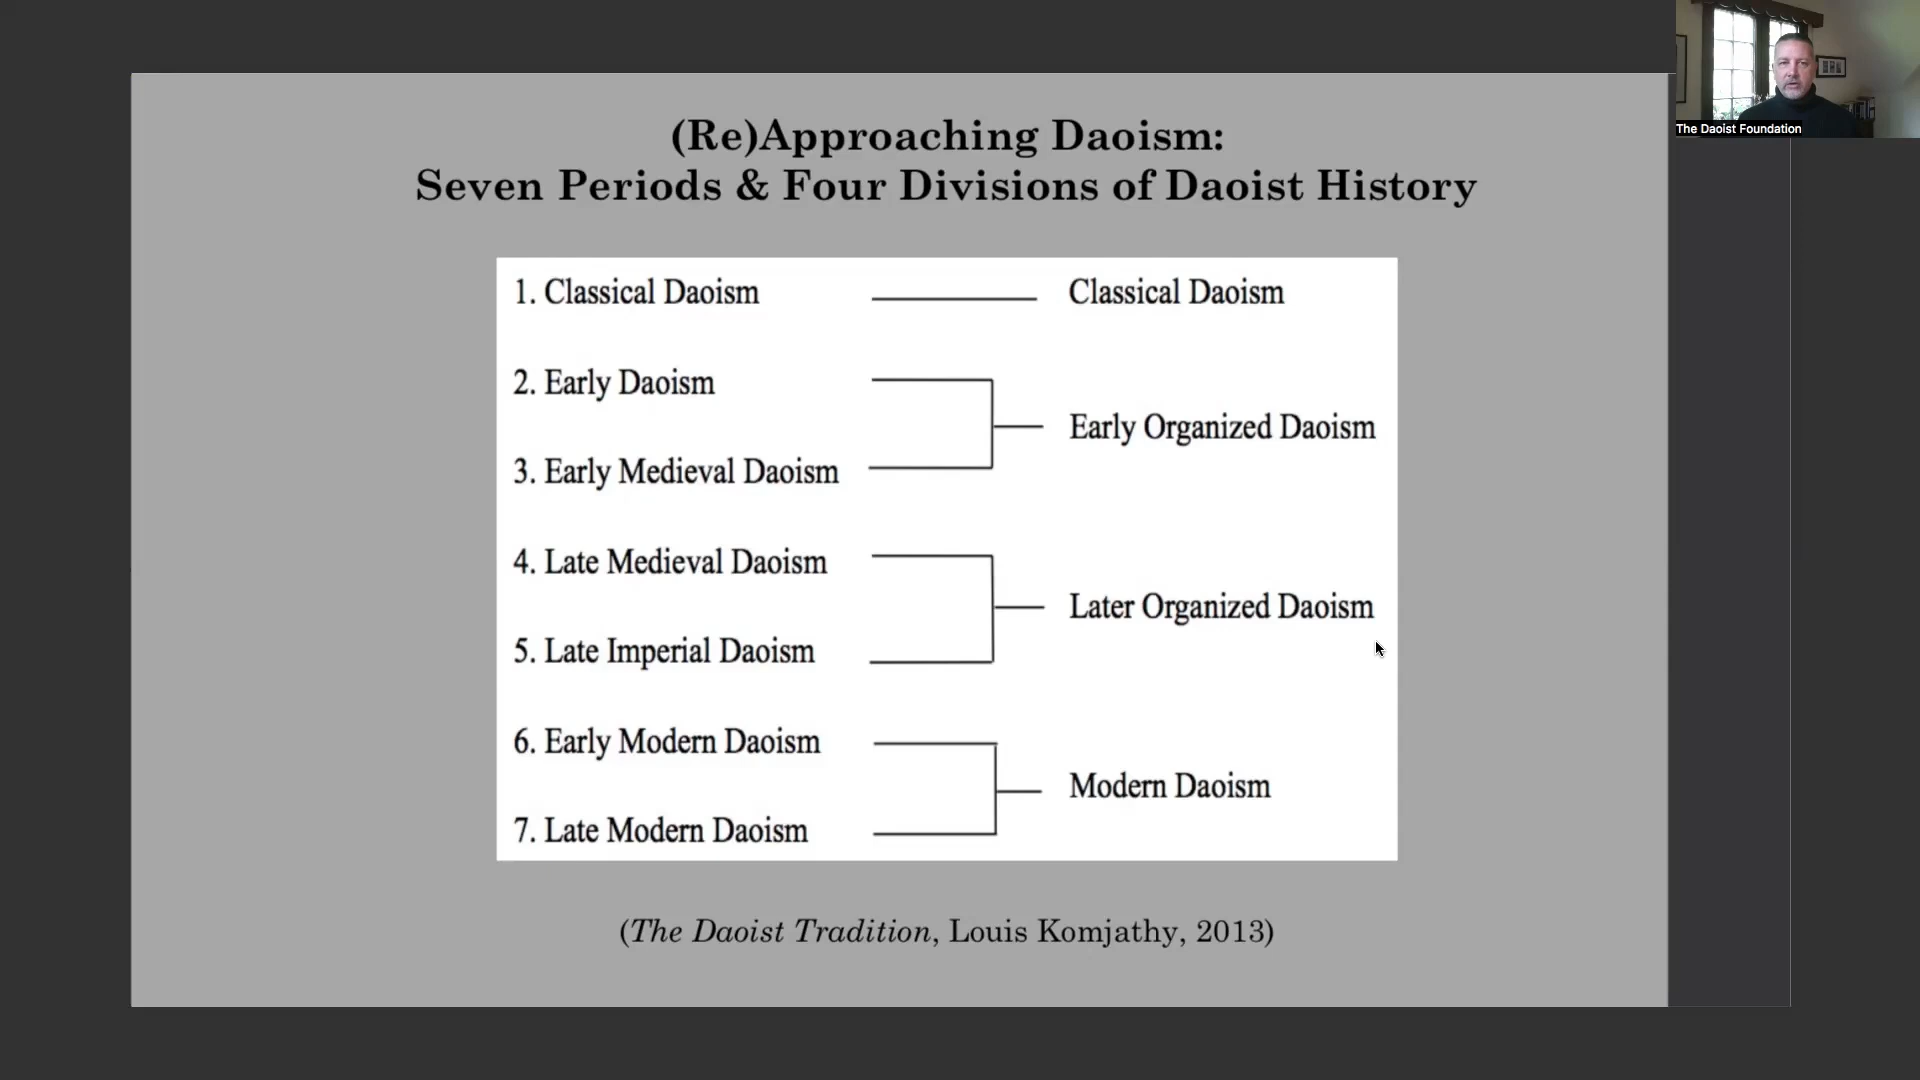 The Daoist Foundation
(Re)Approaching Daoism:
Seven Periods & Four Divisions of Daoist History
1. Classical Daoism
Classical Daoism
2. Early Daoism
3. Early Medieval Daoism
Early Organized Daoism
4. Late Medieval Daoism
5. Late Imperial Daoism
Later Organized Daoism
6. Early Modern Daoism
7. Late Modern Daoism
Modern Daoism
(The Daoist Tradition, Louis Komjathy, 2013)